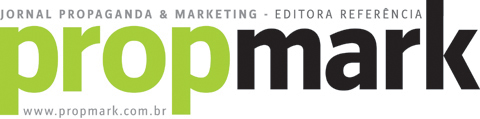 JORNAL PROPAGANDA & MARKETING - EDITORA REFERÊNCIA
propmark
www.propmark.com.br